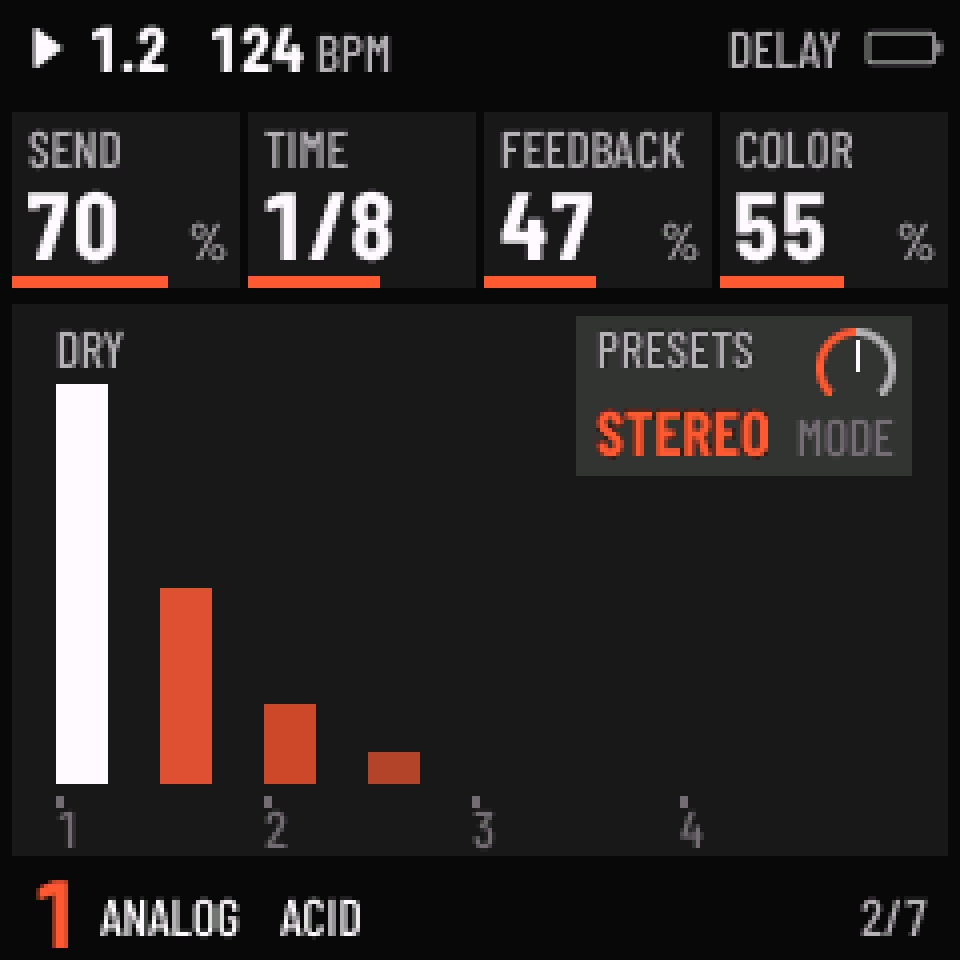 1.2 124 BPM DELAY
SEND TIME FEEDBACK COLOR
70 % 1/8 47 % 55 %
DRY PRESETS
STEREO MODE
1 2 3 4
1 ANALOG ACID 2/7